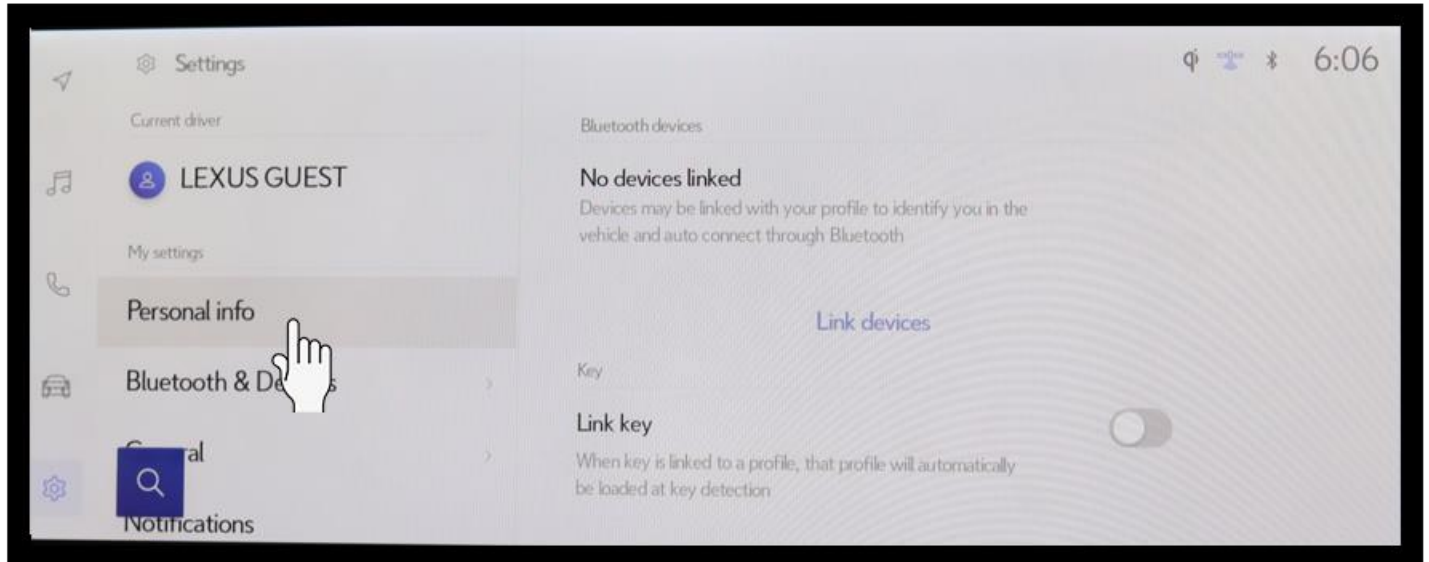 Settings
6:06
Current driver
LEXUS GUEST
My settings
Personal info
Bluetooth &
Notifications
Bluetooth devices
No devices linked
Devices may be linked with your profile to identify you in the
vehicle and auto connect through Bluetooth
Link devices
Key
Link key
When key is linked to a profile, that profile will automatically
be loaded at key detection